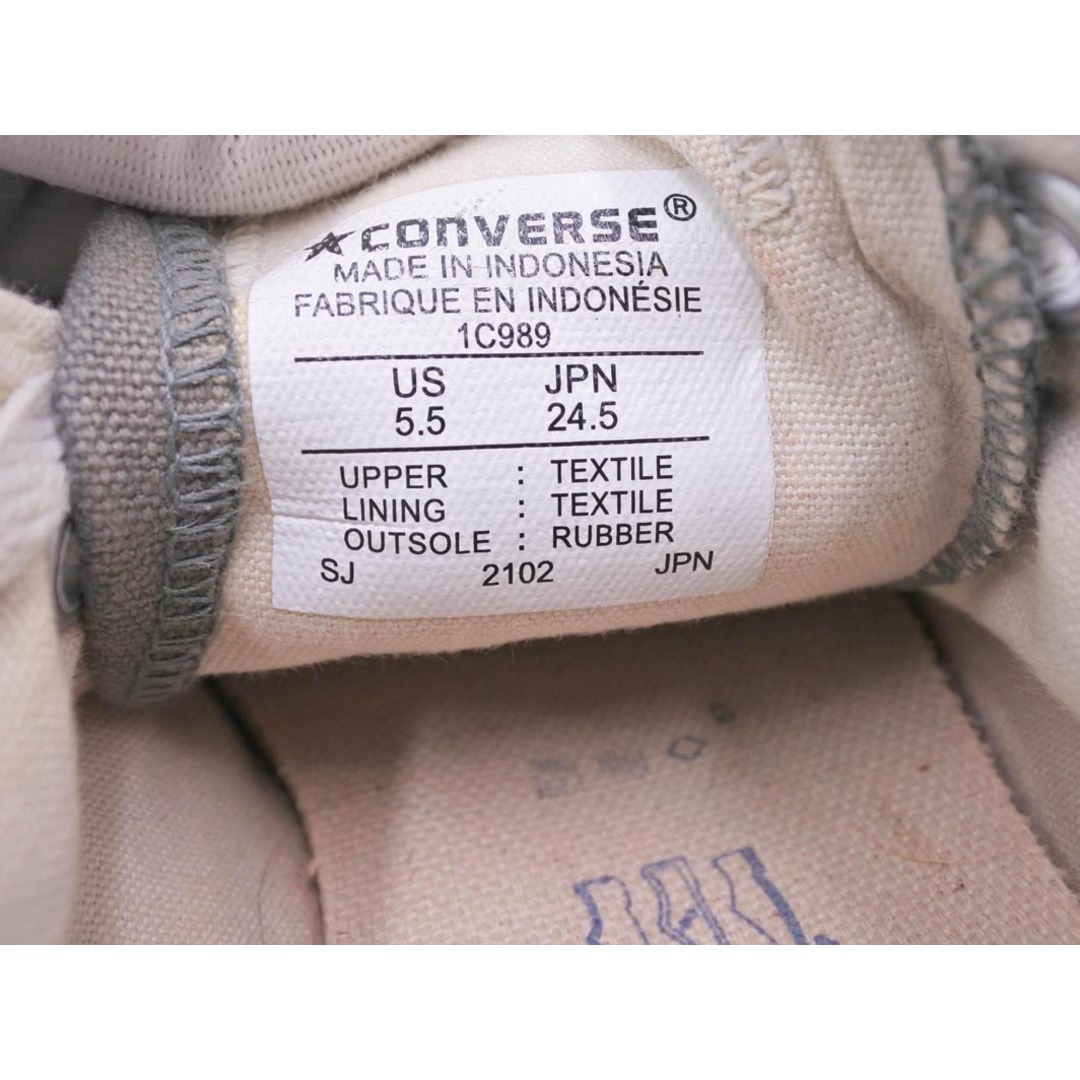 ★CONVERSE®
MADE IN INDONESIA
FABRIQUE EN INDONÉSIE
1C989
US JPN
5.5 24.5
UPPER : TEXTILE
LINING : TEXTILE
OUTSOLE : RUBBER
SJ 2102 JPN